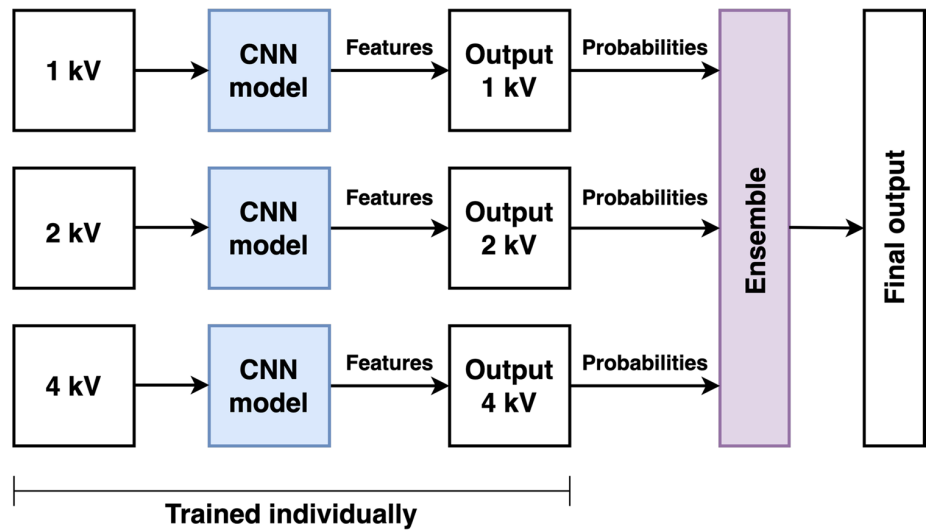 1 kV
CNN
model
Features
Output
1 kV
Probabilities
2 kV
CNN
model
Features
Output
2 kV
Probabilities
4 kV
CNN
model
Features
Output
4 kV
Probabilities
Ensemble
Final output
Trained individually